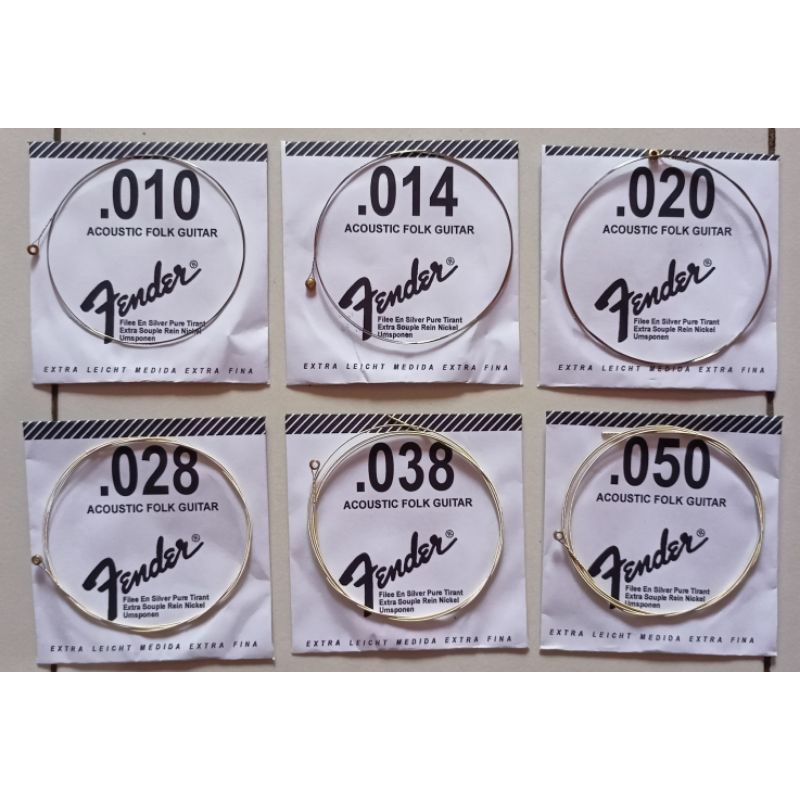 .010
ACOUSTIC FOLK GUITAR
Fender®
Filee En Silver Pure Tirant
Extra Souple Rein Nickel
Umsponen
EXTRA LEICHT MEDIDA EXTRA FINA
.014
ACOUSTIC FOLK GUITAR
Fender®
Filee En Silver Pure Tirant
Extra Souple Rein Nickel
Umsponen
EXTRA LEICHT MEDIDA EXTRA FINA
.020
ACOUSTIC FOLK GUITAR
Fender®
Filee En Silver Pure Tirant
Extra Souple Rein Nickel
Umsponen
EXTRA LEICHT MEDIDA EXTRA FINA
.028
ACOUSTIC FOLK GUITAR
Fender®
Filee En Silver Pure Tirant
Extra Souple Rein Nickel
Umsponen
EXTRA LEICHT MEDIDA EXTRA FINA
.038
ACOUSTIC FOLK GUITAR
Fender®
Filee En Silver Pure Tirant
Extra Souple Rein Nickel
Umsponen
EXTRA LEICHT MEDIDA EXTRA FINA
.050
ACOUSTIC FOLK GUITAR
Fender®
Filee En Silver Pure Tirant
Extra Souple Rein Nickel
Umsponen
EXTRA LEICHT MEDIDA EXTRA FINA